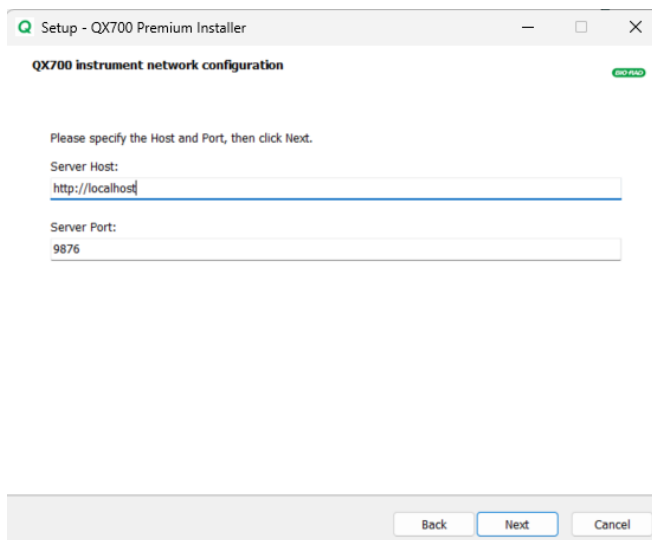 Setup - QX700 Premium Installer
QX700 instrument network configuration
BIO-RAD
Please specify the Host and Port, then click Next.
Server Host:
http://localhost
Server Port:
9876
Back
Next
Cancel